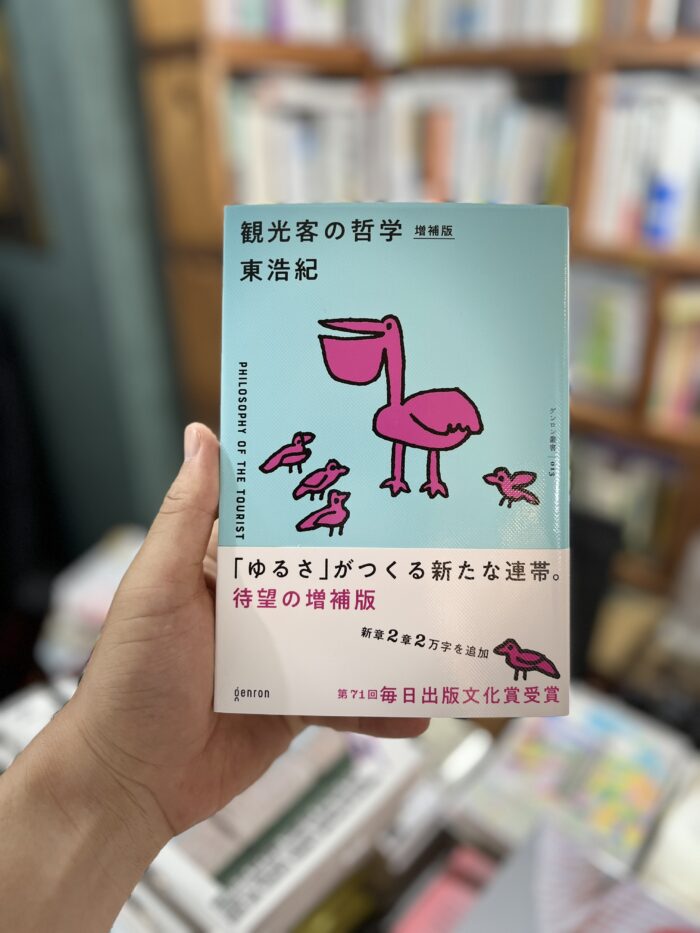 観光客の哲学 増補版
東浩紀
PHILOSOPHY OF THE TOURIST
ゲンロン叢書|013
「ゆるさ」がつくる新たな連帯。
待望の増補版
新章2章2万字を追加
genron
第71回毎日出版文化賞受賞